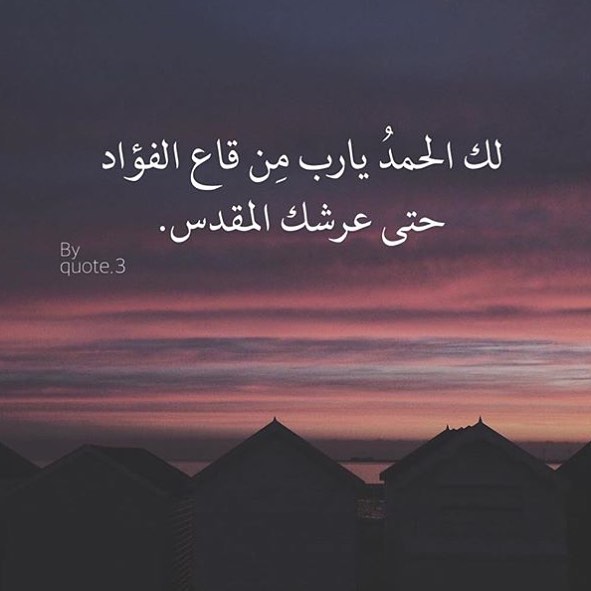 لك الحمدُ يارب مِن قاع الفؤاد
حتى عرشك المقدس.
By
quote.3